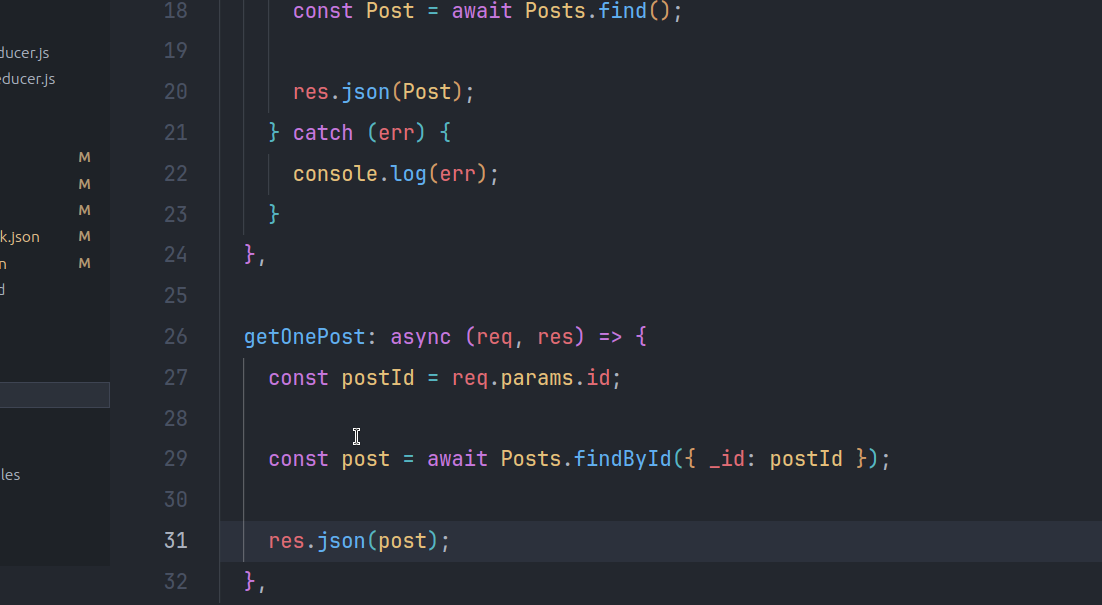 ducer.js
educer.js
M
M
M
k.json M
n M
d
les
18 const Post = await Posts.find();
19
20 res.json(Post);
21 } catch (err) {
22 console.log(err);
23 }
24 },
25
26 getOnePost: async (req, res) => {
27 const postId = req.params.id;
28
29 const post = await Posts.findById({ _id: postId });
30
31 res.json(post);
32 },